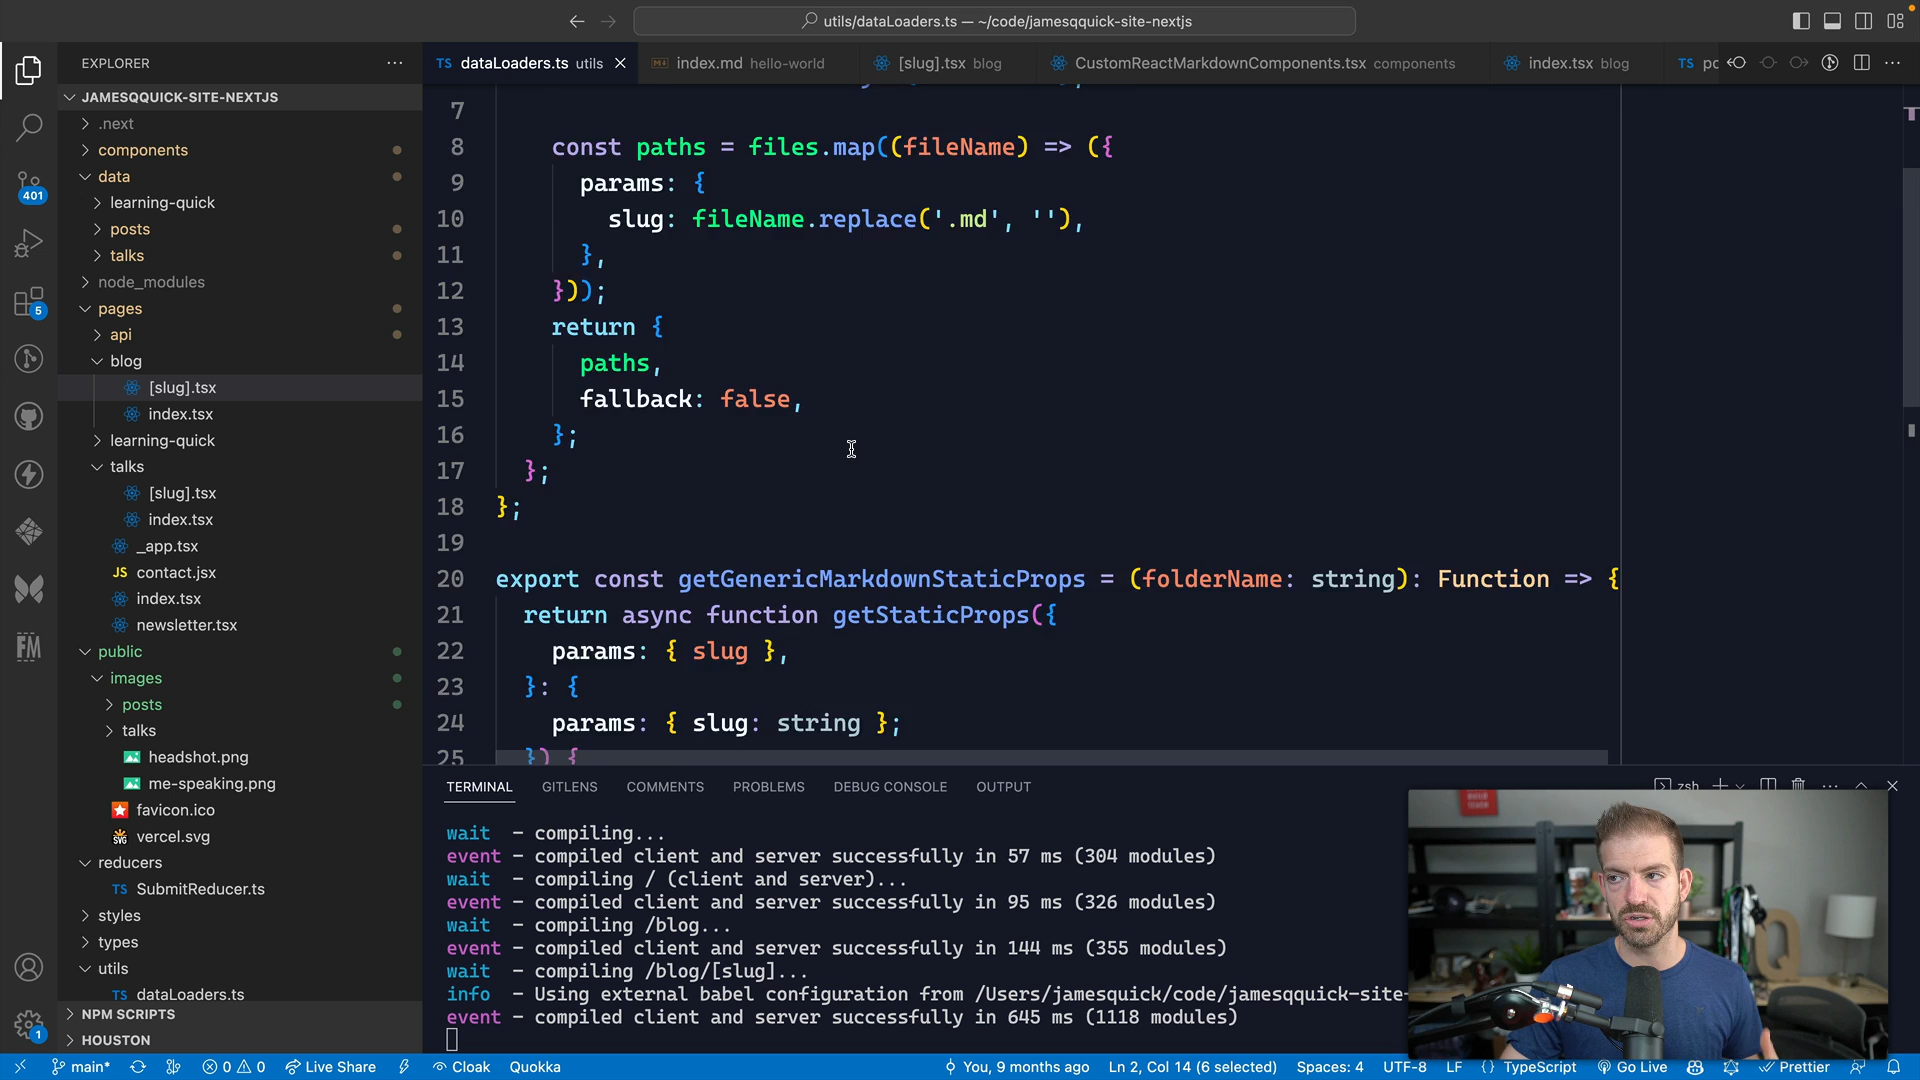 utils/dataLoaders.ts — ~/code/jamesqquick-site-nextjs
EXPLORER
TS dataLoaders.ts utils
index.md hello-world
[slug].tsx blog
CustomReactMarkdownComponents.tsx components
index.tsx blog
TS pc
JAMESQQUICK-SITE-NEXTJS
.next
components
data
learning-quick
posts
talks
node_modules
pages
api
blog
[slug].tsx
index.tsx
learning-quick
talks
[slug].tsx
index.tsx
_app.tsx
JS contact.jsx
index.tsx
newsletter.tsx
public
images
posts
talks
headshot.png
me-speaking.png
favicon.ico
vercel.svg
reducers
TS SubmitReducer.ts
styles
types
utils
TS dataLoaders.ts
NPM SCRIPTS
HOUSTON
401
5
FM
1
7
8 const paths = files.map((fileName) => ({
9 params: {
10 slug: fileName.replace('.md', ''),
11 },
12 }));
13 return {
14 paths,
15 fallback: false,
16 };
17 };
18 };
19
20 export const getGenericMarkdownStaticProps = (folderName: string): Function => {
21 return async function getStaticProps({
22 params: { slug },
23 }: {
24 params: { slug: string };
25 }) {
TERMINAL GITLENS COMMENTS PROBLEMS DEBUG CONSOLE OUTPUT
zsh
wait - compiling...
event - compiled client and server successfully in 57 ms (304 modules)
wait - compiling / (client and server)...
event - compiled client and server successfully in 95 ms (326 modules)
wait - compiling /blog...
event - compiled client and server successfully in 144 ms (355 modules)
wait - compiling /blog/[slug]...
info - Using external babel configuration from /Users/jamesquick/code/jamesqquick-site-
event - compiled client and server successfully in 645 ms (1118 modules)
main* 0 0 Live Share Cloak Quokka You, 9 months ago Ln 2, Col 14 (6 selected) Spaces: 4 UTF-8 LF {} TypeScript Go Live Prettier